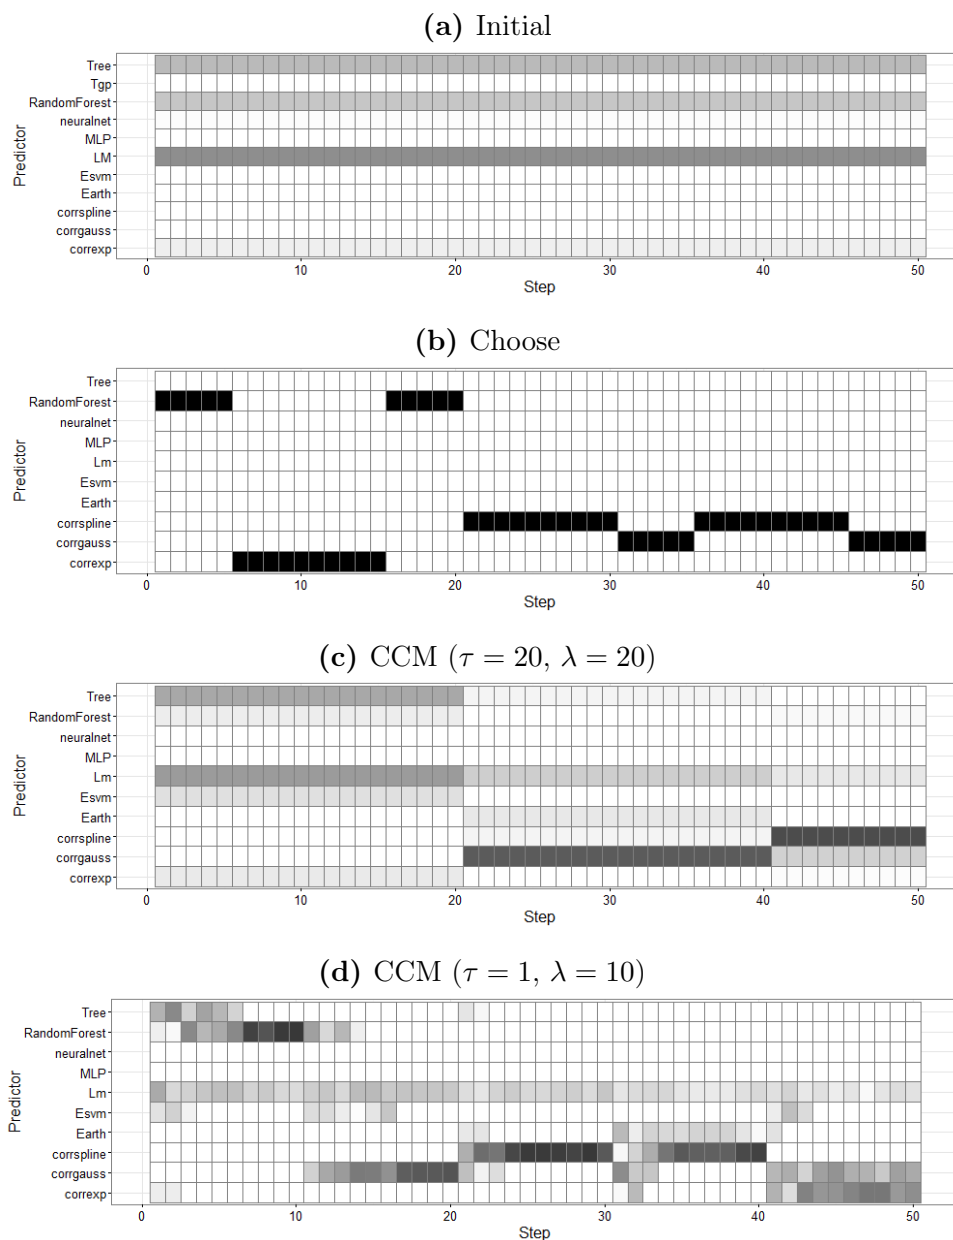 (a) Initial
Predictor
Tree
Tgp
RandomForest
neuralnet
MLP
LM
Esvm
Earth
corrspline
corrgauss
correxp
0 10 20 30 40 50
Step
(b) Choose
Predictor
Tree
RandomForest
neuralnet
MLP
Lm
Esvm
Earth
corrspline
corrgauss
correxp
0 10 20 30 40 50
Step
(c) CCM (τ = 20, λ = 20)
Predictor
Tree
RandomForest
neuralnet
MLP
Lm
Esvm
Earth
corrspline
corrgauss
correxp
0 10 20 30 40 50
Step
(d) CCM (τ = 1, λ = 10)
Predictor
Tree
RandomForest
neuralnet
MLP
Lm
Esvm
Earth
corrspline
corrgauss
correxp
0 10 20 30 40 50
Step